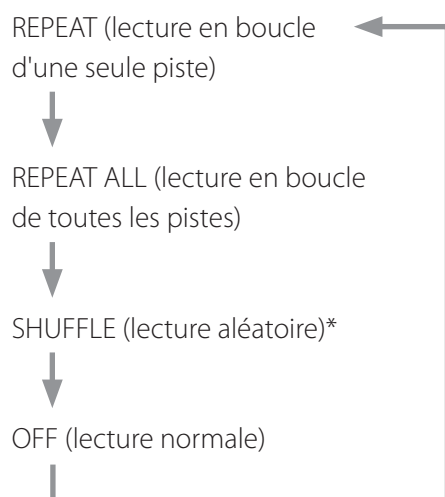 REPEAT (lecture en boucle
d'une seule piste)
REPEAT ALL (lecture en boucle
de toutes les pistes)
SHUFFLE (lecture aléatoire)*
OFF (lecture normale)